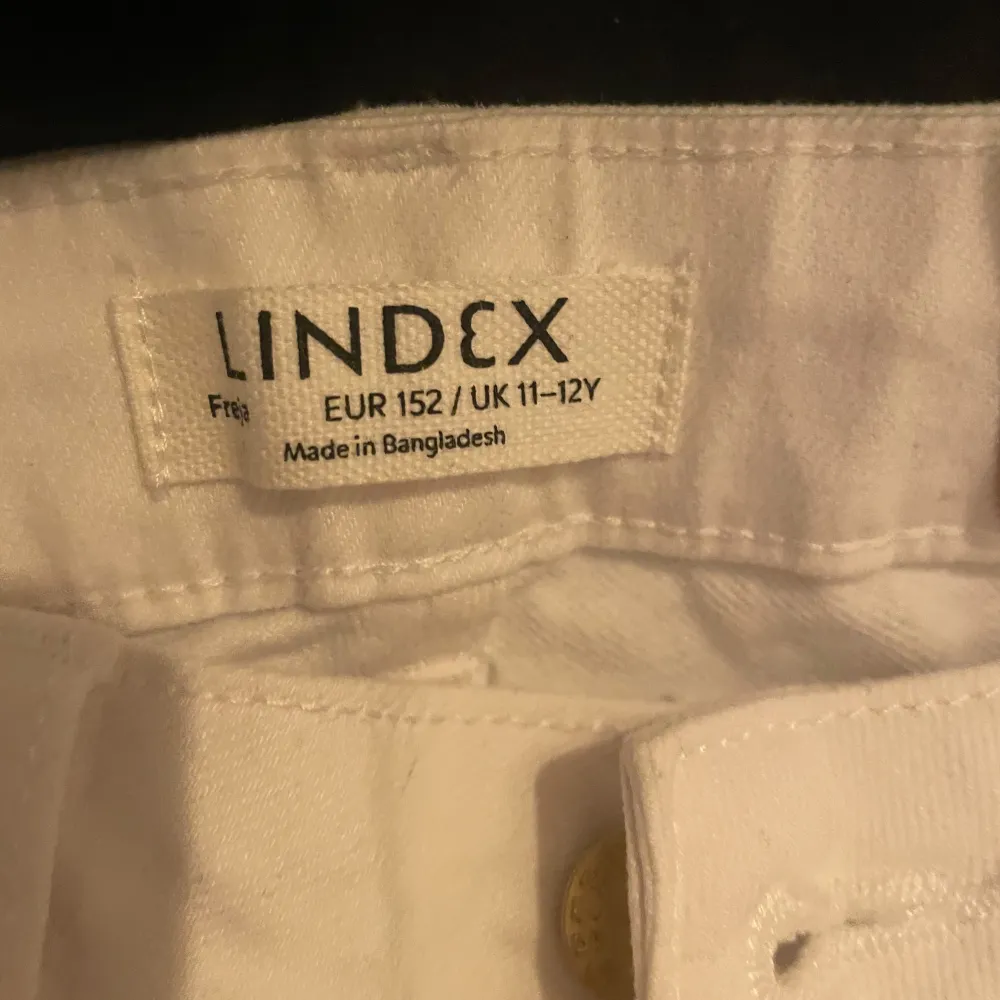 LINDEX
Freja EUR 152 / UK 11–12Y
Made in Bangladesh